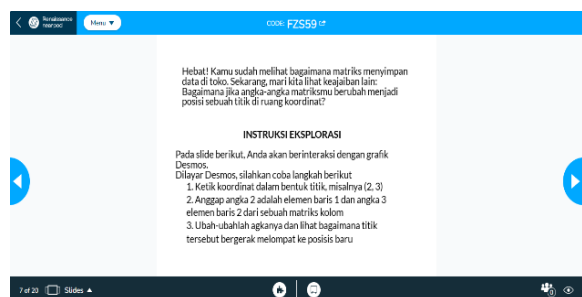 Renaissance
nearpod
Menu ▼
CODE: FZS59
Hebat! Kamu sudah melihat bagaimana matriks menyimpan
data di toko. Sekarang, mari kita lihat keajaiban lain:
Bagaimana jika angka-angka matriksmu berubah menjadi
posisi sebuah titik di ruang koordinat?
INSTRUKSI EKSPLORASI
Pada slide berikut, Anda akan berinteraksi dengan grafik
Desmos.
Dilayar Desmos, silahkan coba langkah berikut
1. Ketik koordinat dalam bentuk titik, misalnya (2, 3)
2. Anggap angka 2 adalah elemen baris 1 dan angka 3
elemen baris 2 dari sebuah matriks kolom
3. Ubah-ubahlah agkanya dan lihat bagaimana titik
tersebut bergerak melompat ke posisis baru
7 of 20 Slides ▲
0